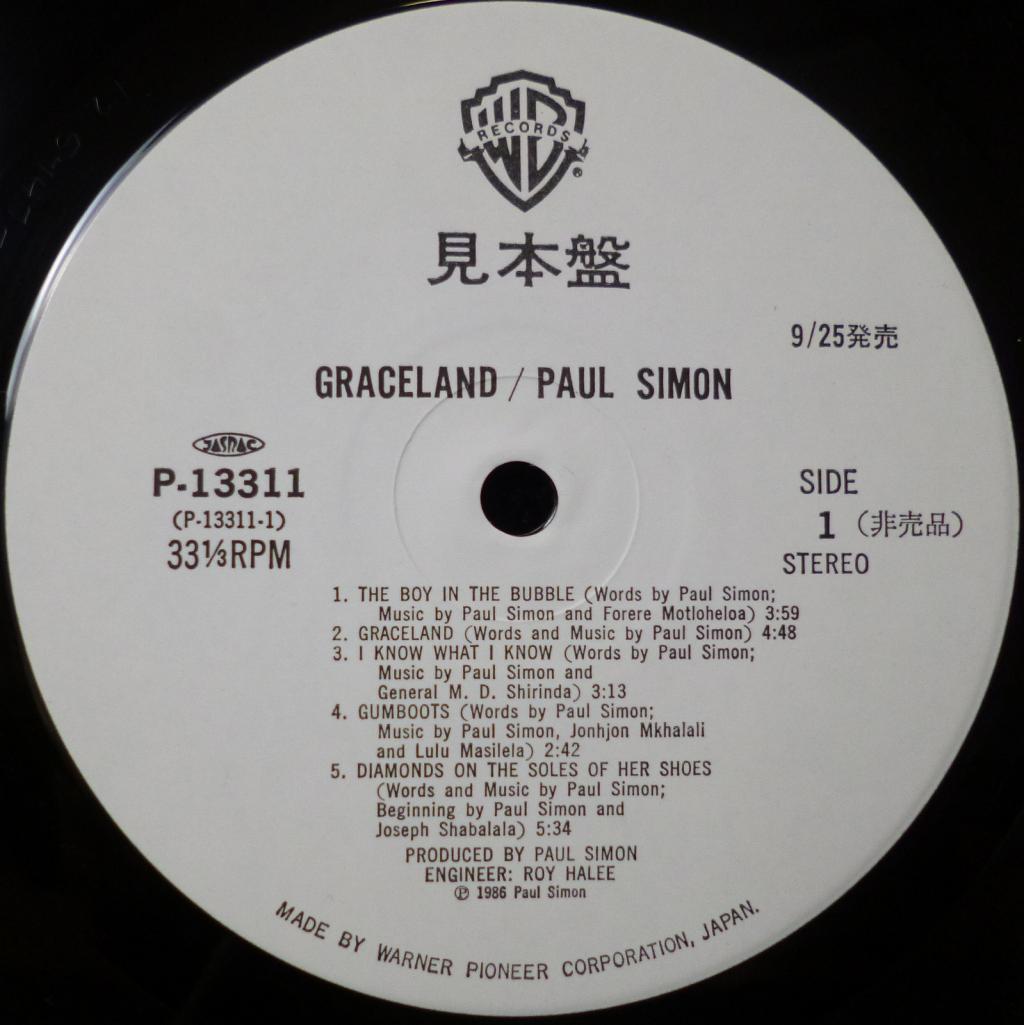 WB
RECORDS
®
見本盤
9/25発売
GRACELAND / PAUL SIMON
JASRAC
P-13311
(P-13311-1)
33⅓RPM
SIDE
1 (非売品)
STEREO
1. THE BOY IN THE BUBBLE (Words by Paul Simon;
Music by Paul Simon and Forere Motloheloa) 3:59
2. GRACELAND (Words and Music by Paul Simon) 4:48
3. I KNOW WHAT I KNOW (Words by Paul Simon;
Music by Paul Simon and
General M. D. Shirinda) 3:13
4. GUMBOOTS (Words by Paul Simon;
Music by Paul Simon, Jonhjon Mkhalali
and Lulu Masilela) 2:42
5. DIAMONDS ON THE SOLES OF HER SHOES
(Words and Music by Paul Simon;
Beginning by Paul Simon and
Joseph Shabalala) 5:34
PRODUCED BY PAUL SIMON
ENGINEER: ROY HALEE
℗ 1986 Paul Simon
MADE BY WARNER PIONEER CORPORATION, JAPAN.